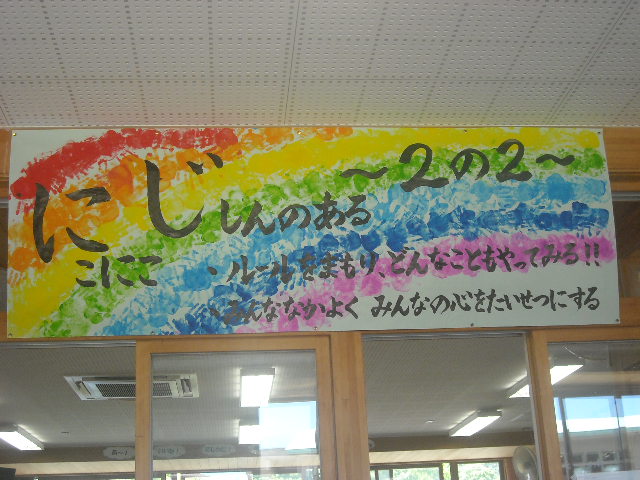 にじ ～2の2～
しんのある
こにこ
・ルールをまもり、どんなこともやってみる!!
・みんななかよく みんなの心をたいせつにする